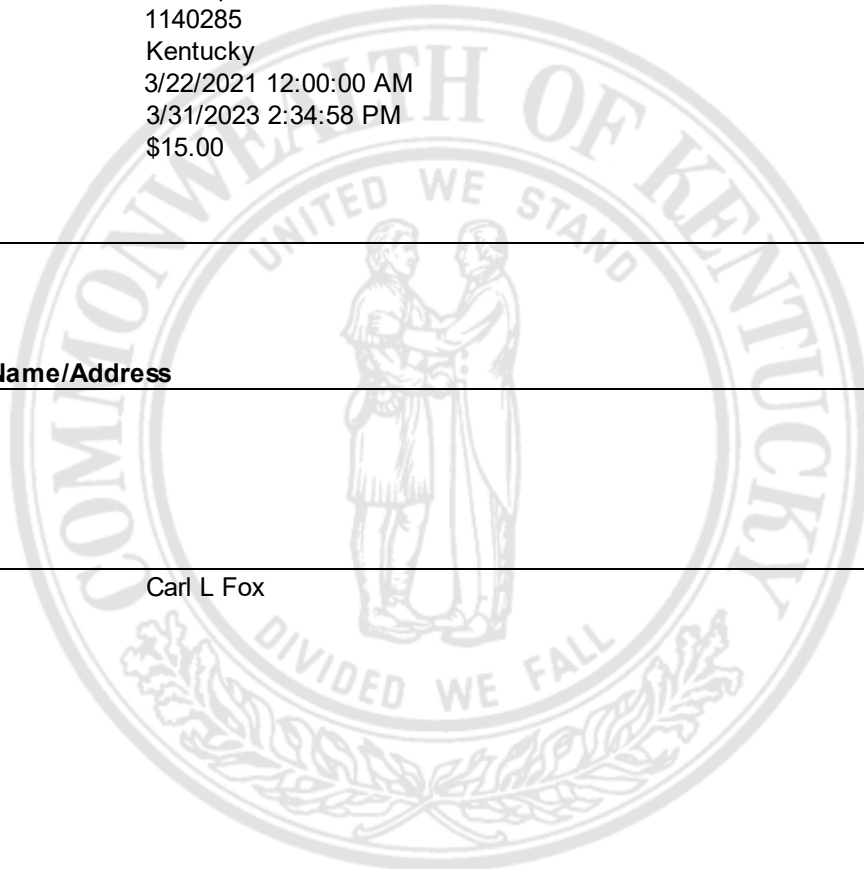 1140285
Kentucky
3/22/2021 12:00:00 AM
3/31/2023 2:34:58 PM
$15.00
COMMONWEALTH OF KENTUCKY
UNITED WE STAND
Name/Address
Carl L Fox
DIVIDED WE FALL